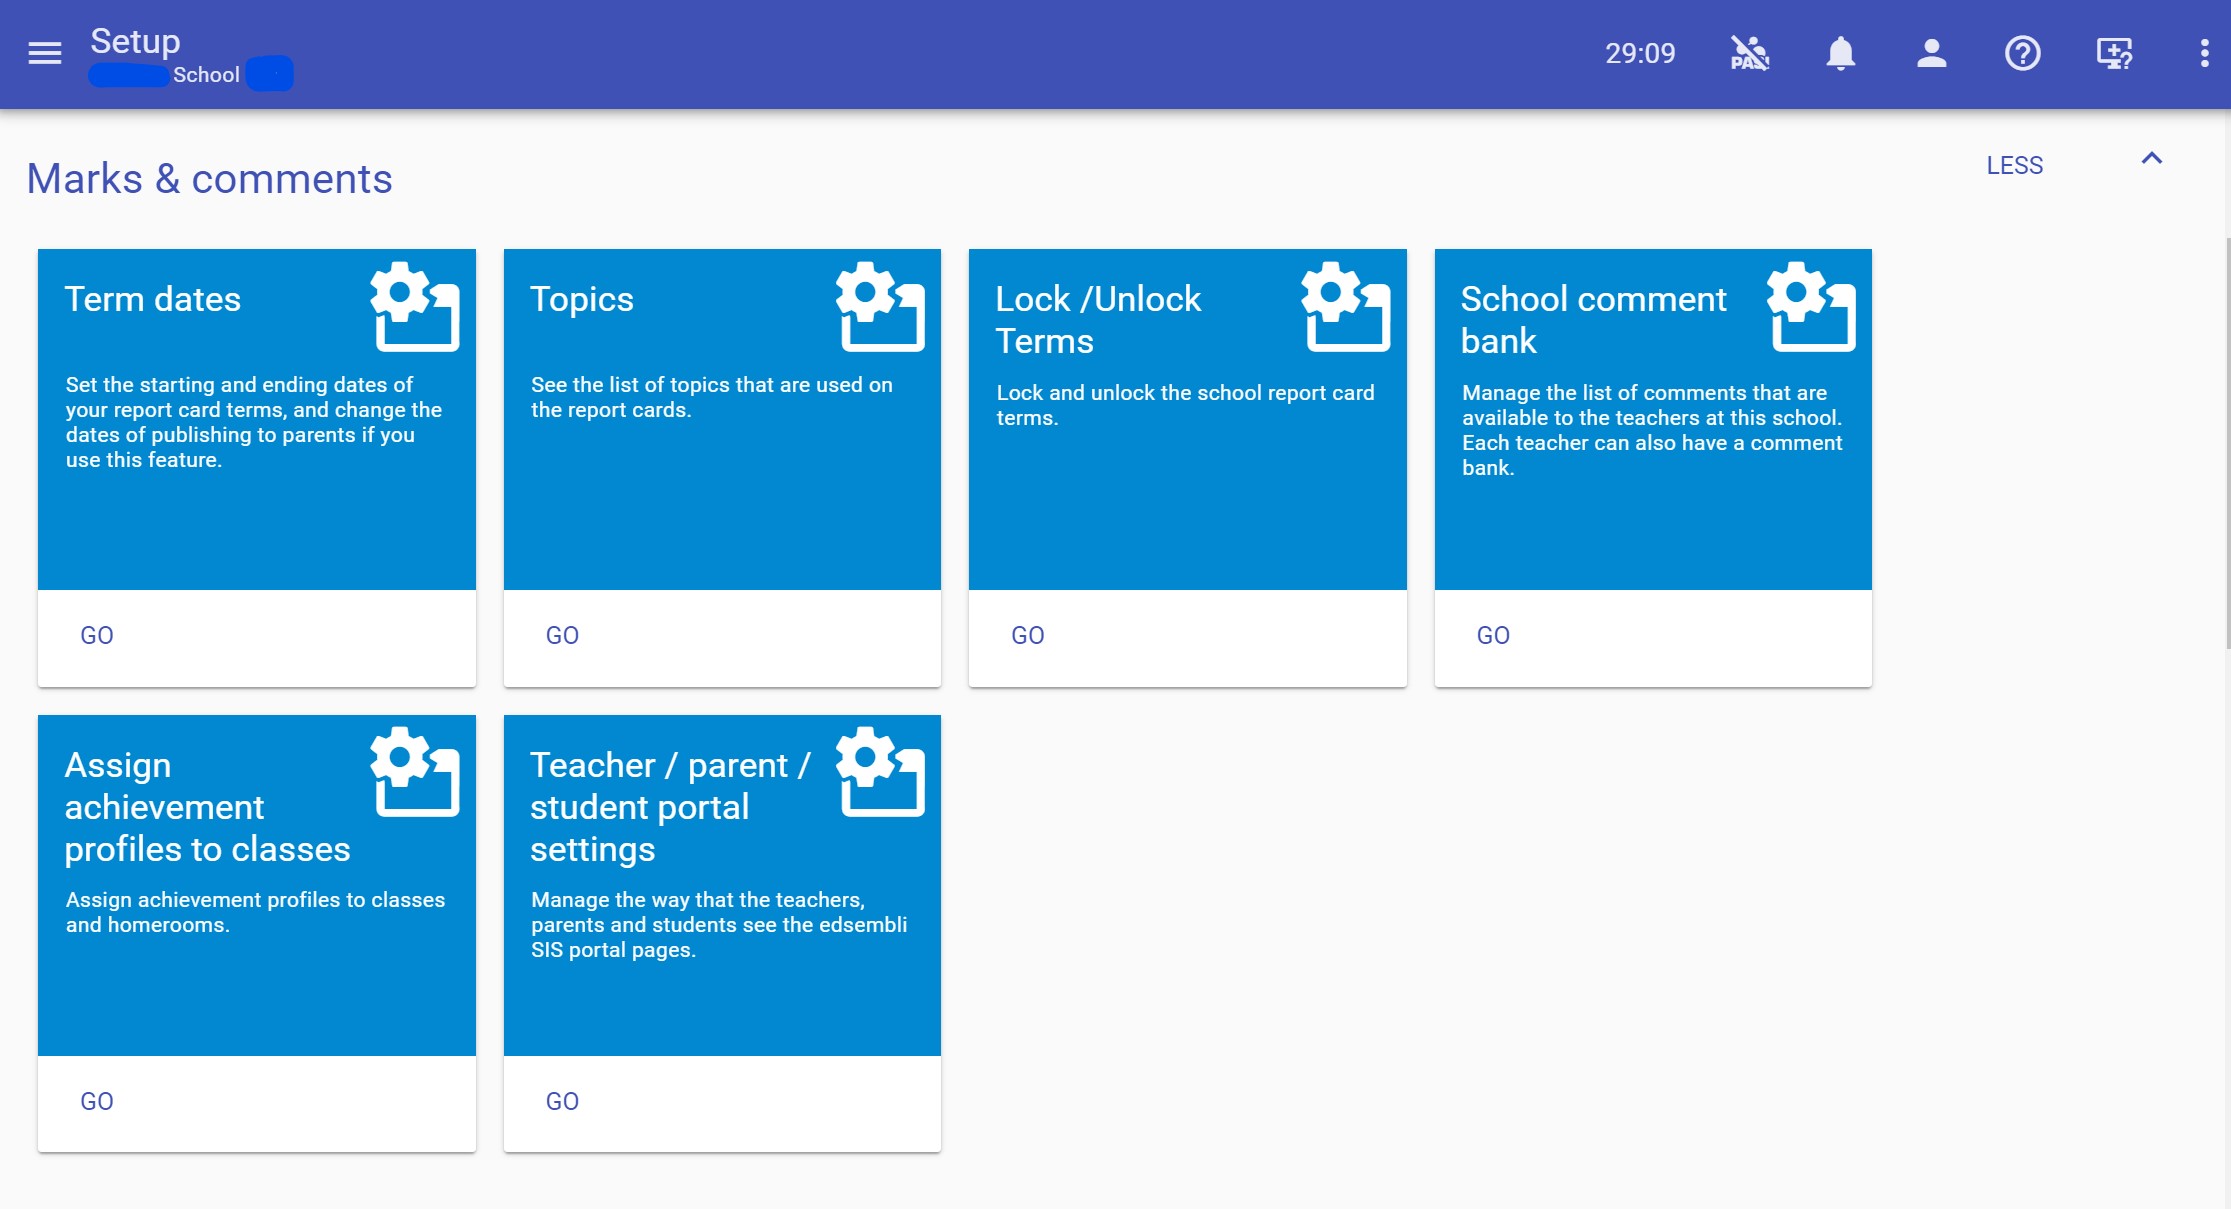 Setup
School
29:09
PASI
Marks & comments
LESS
Term dates
Set the starting and ending dates of
your report card terms, and change the
dates of publishing to parents if you
use this feature.
GO
Topics
See the list of topics that are used on
the report cards.
GO
Lock /Unlock
Terms
Lock and unlock the school report card
terms.
GO
School comment
bank
Manage the list of comments that are
available to the teachers at this school.
Each teacher can also have a comment
bank.
GO
Assign
achievement
profiles to classes
Assign achievement profiles to classes
and homerooms.
GO
Teacher / parent /
student portal
settings
Manage the way that the teachers,
parents and students see the edsembli
SIS portal pages.
GO